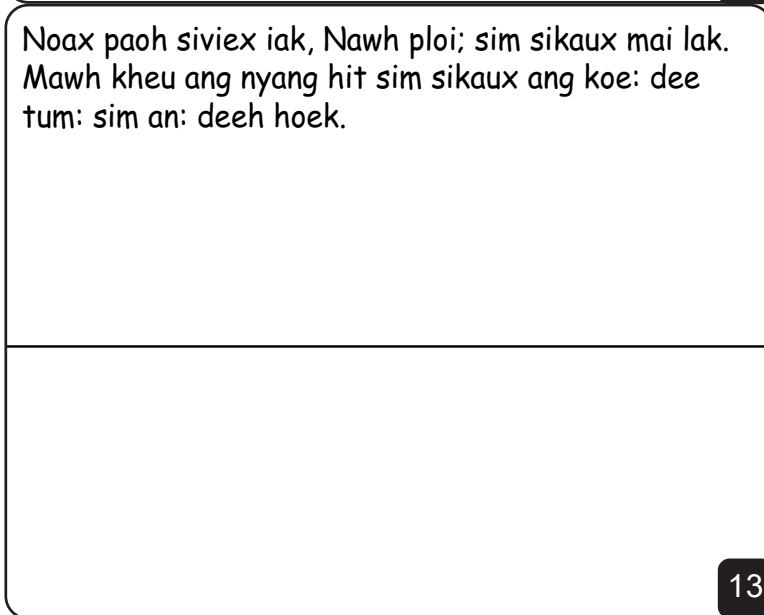 Noax paoh siviex iak, Nawh ploi; sim sikaux mai lak.
Mawh kheu ang nyang hit sim sikaux ang koe: dee
tum: sim an: deeh hoek.
13